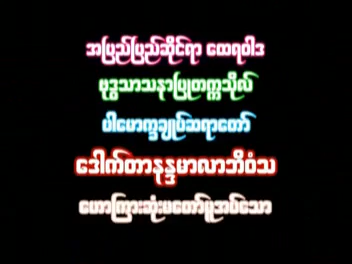 အပြည်ပြည်ဆိုင်ရာ ထေရဝါဒ
ဗုဒ္ဓသာသနာပြုတက္ကသိုလ်
ပါမောက္ခချုပ်ဆရာတော်
ဒေါက်တာနန္ဒမာလာဘိဝံသ
ဟောကြားဆုံးမတော်မူအပ်သော